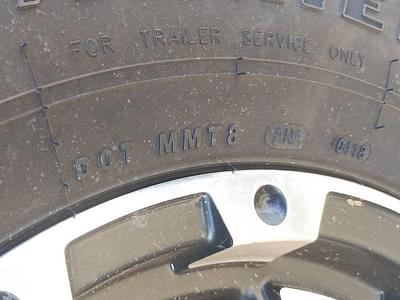 FOR TRAILER SERVICE ONLY
DOT MMT8 0418